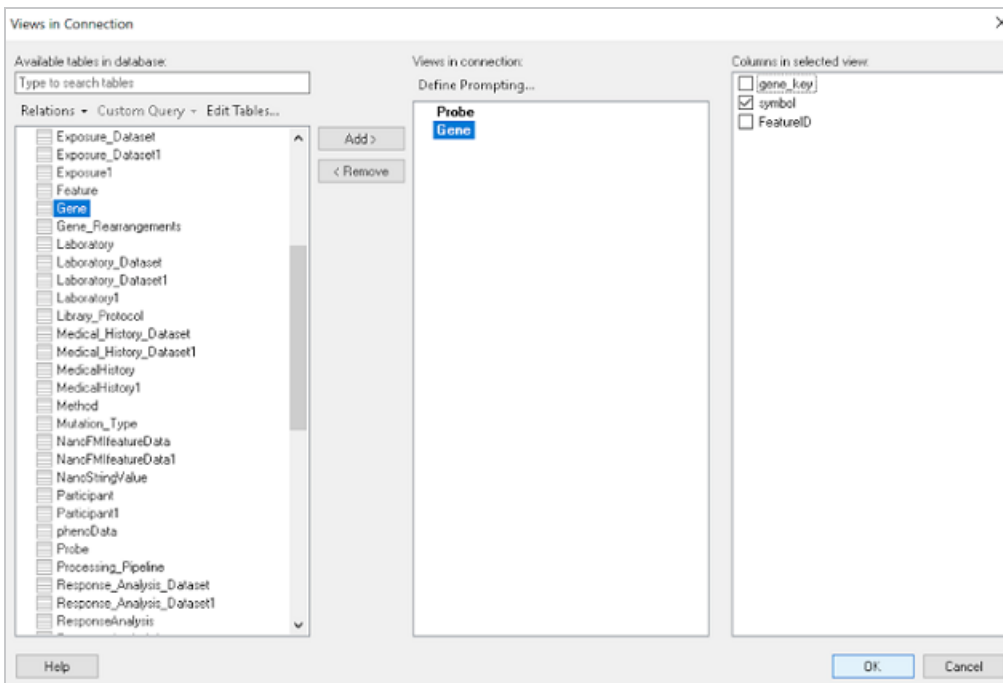 Views in Connection
Available tables in database:
Type to search tables
Relations Custom Query Edit Tables...
Exposure_Dataset
Exposure_Dataset1
Exposure1
Feature
Gene
Gene_Rearrangements
Laboratory
Laboratory_Dataset
Laboratory_Dataset1
Laboratory1
Library_Protocol
Medical_History_Dataset
Medical_History_Dataset1
MedicalHistory
MedicalHistory1
Method
Mutation_Type
NanoFMIfeatureData
NanoFMIfeatureData1
NanoStringValue
Participant
Participant1
phenoData
Probe
Processing_Pipeline
Response_Analysis_Dataset
Response_Analysis_Dataset1
ResponseAnalysis
Add >
< Remove
Views in connection:
Define Prompting...
Probe
Gene
Columns in selected view:
gene_key
symbol
FeatureID
Help
OK
Cancel